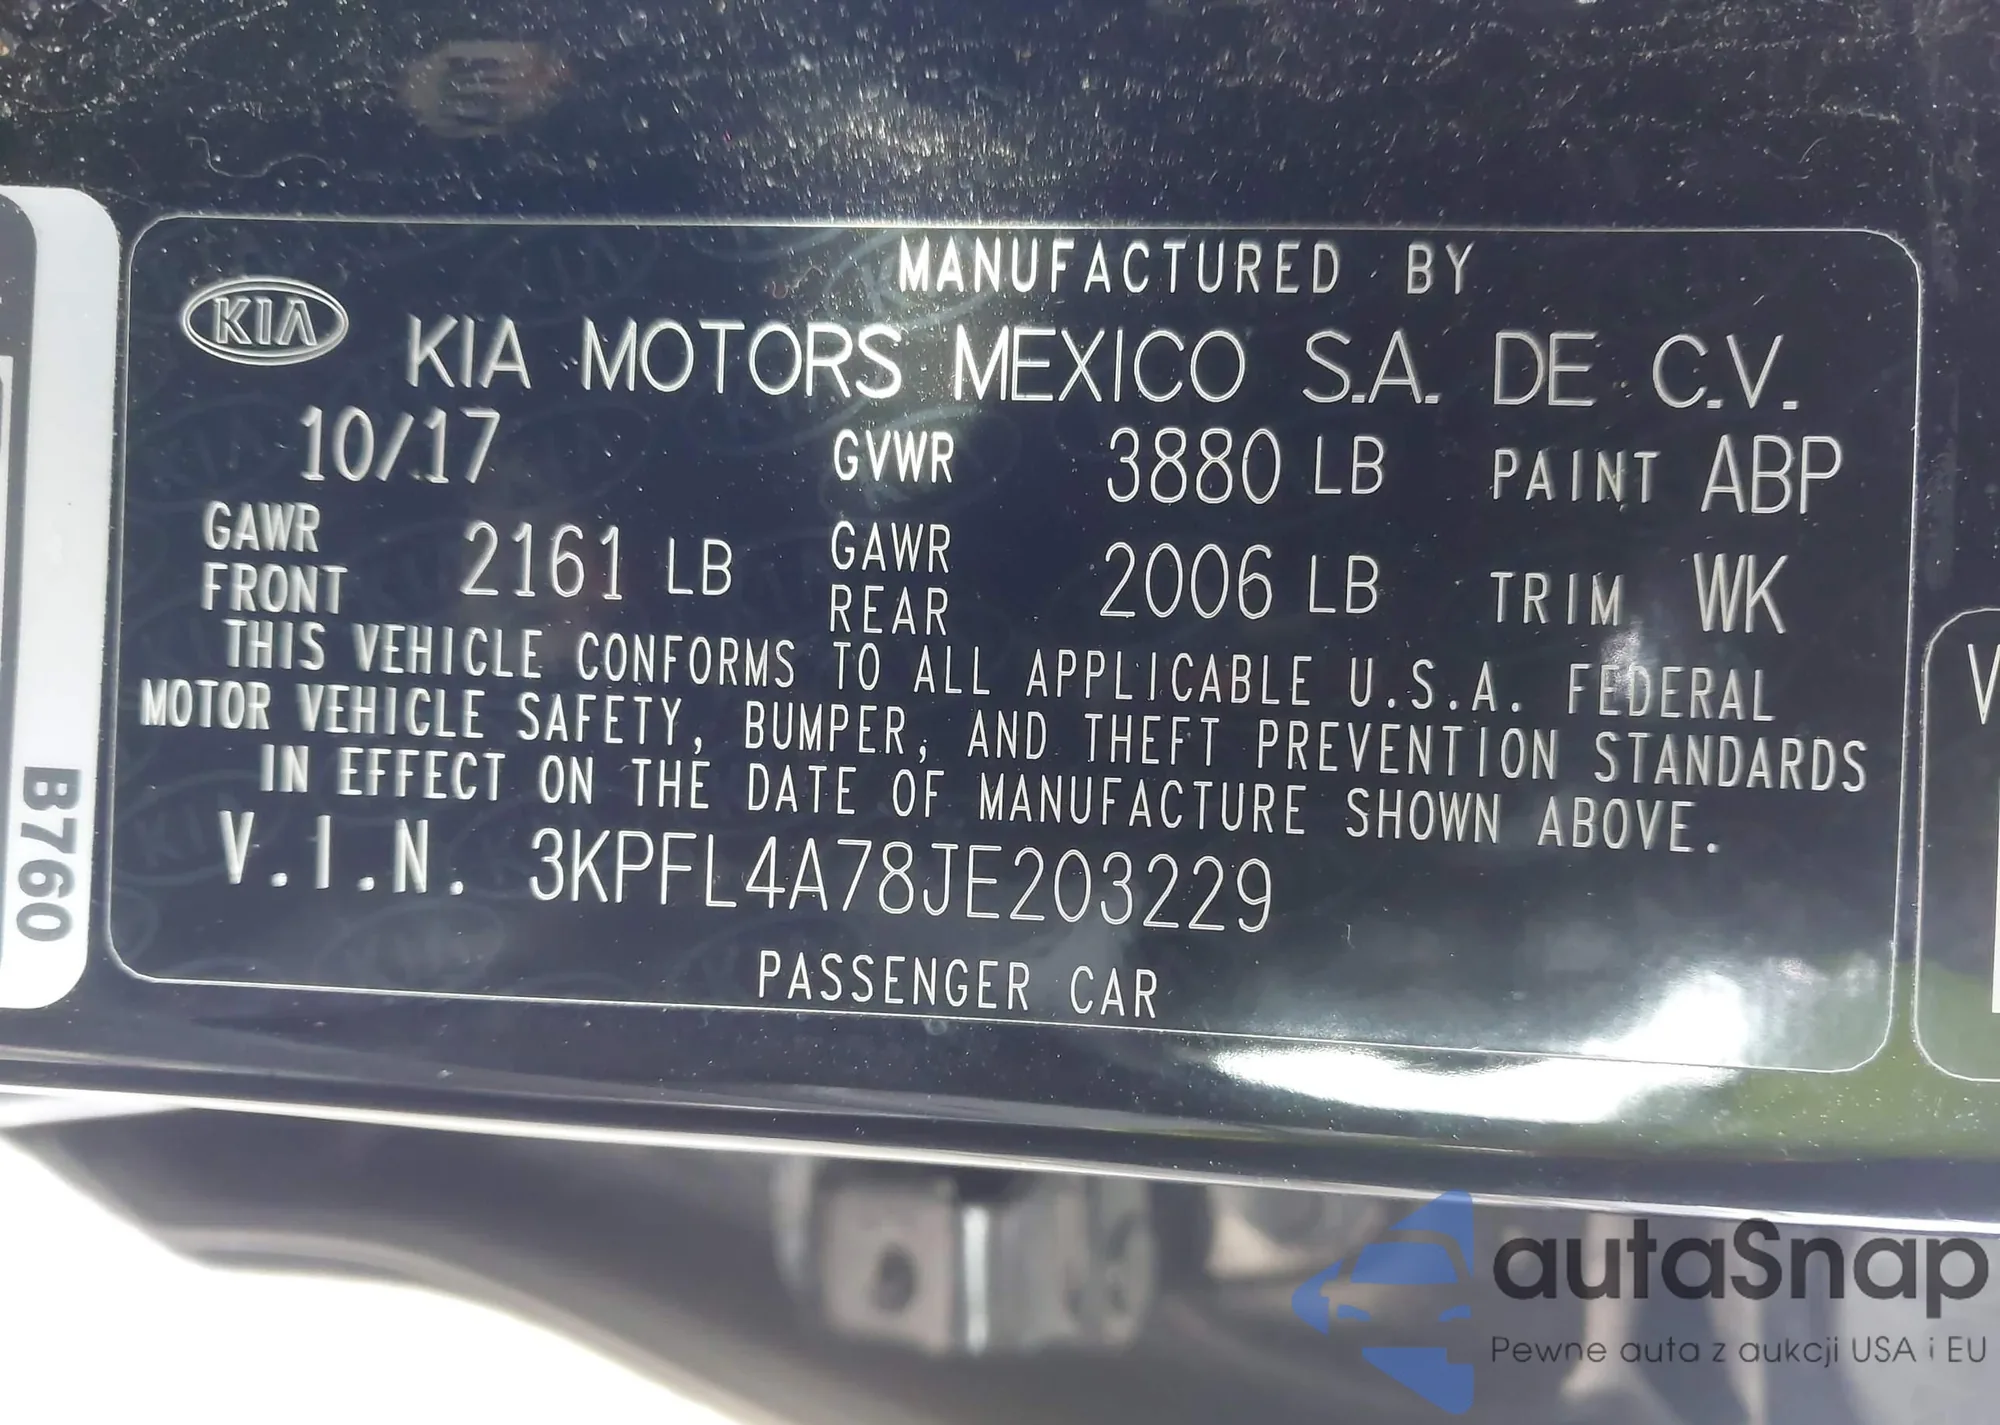 MANUFACTURED BY
KIA KIA MOTORS MEXICO S.A. DE C.V.
10/17 GVWR 3880 LB PAINT ABP
GAWR FRONT 2161 LB GAWR REAR 2006 LB TRIM WK
THIS VEHICLE CONFORMS TO ALL APPLICABLE U.S.A. FEDERAL
MOTOR VEHICLE SAFETY, BUMPER, AND THEFT PREVENTION STANDARDS
IN EFFECT ON THE DATE OF MANUFACTURE SHOWN ABOVE.
V.I.N. 3KPFL4A78JE203229
PASSENGER CAR
B760
V
autaSnap
Pewne auta z aukcji USA i EU